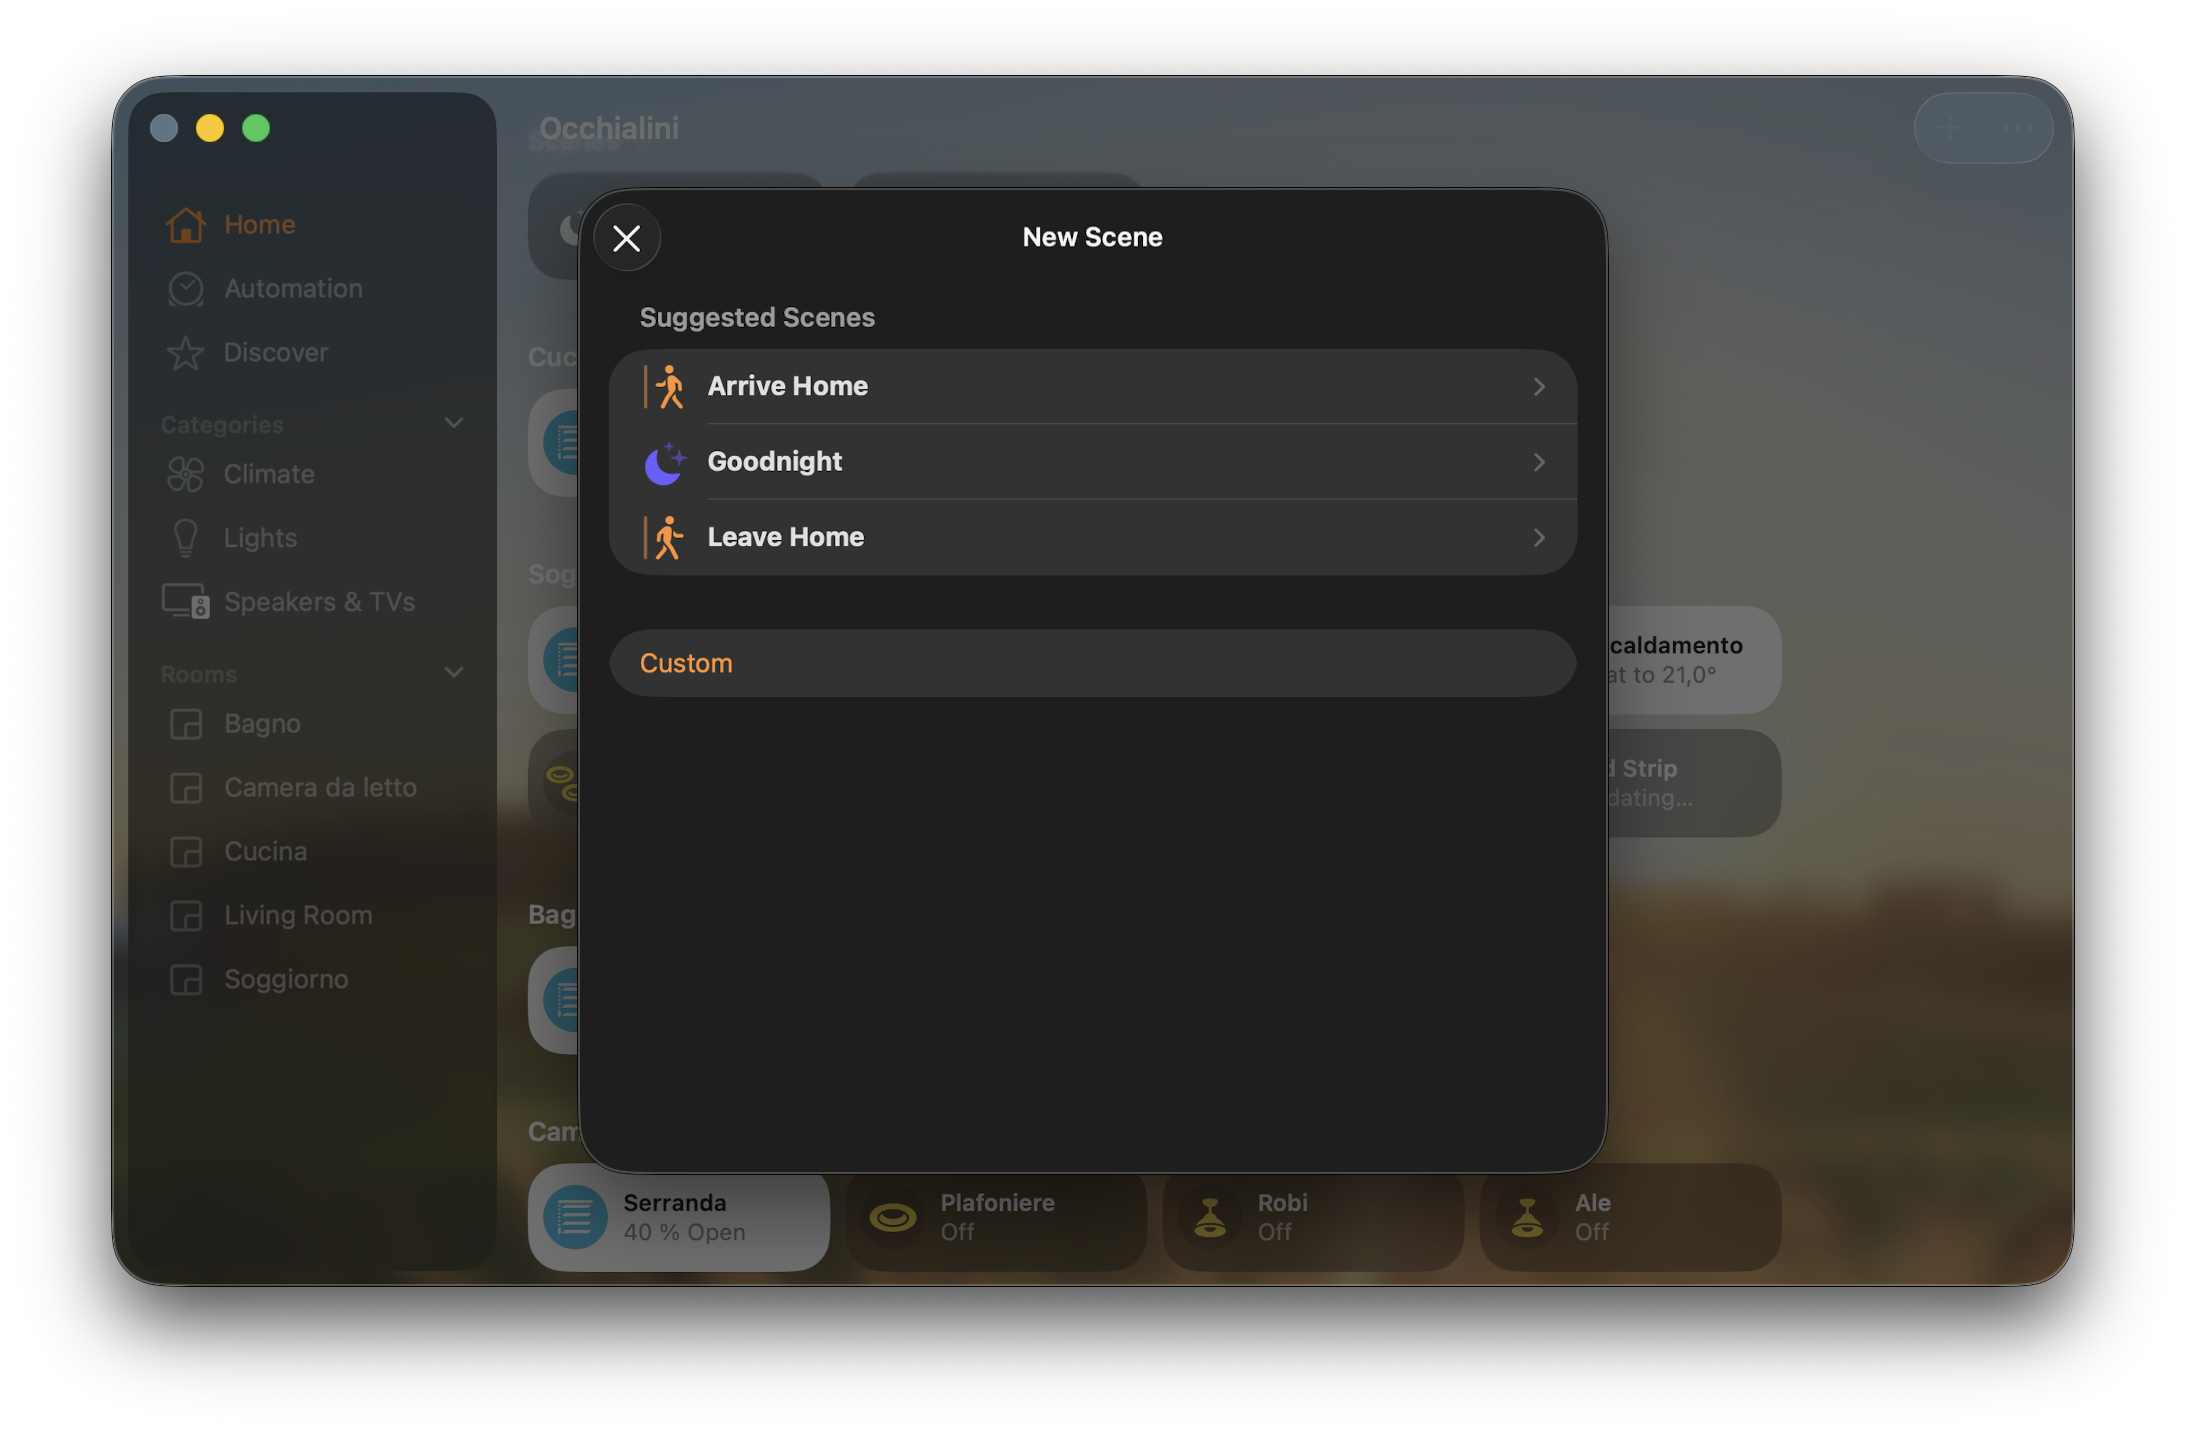 Occhialini
Scenes
Home
Automation
Discover
Categories
Climate
Lights
Speakers & TVs
Rooms
Bagno
Camera da letto
Cucina
Living Room
Soggiorno
New Scene
Suggested Scenes
Arrive Home
Goodnight
Leave Home
Custom
Cuc
Sog
caldamento
at to 21,0°
d Strip
dating...
Bag
Cam
Serranda
40 % Open
Plafoniere
Off
Robi
Off
Ale
Off